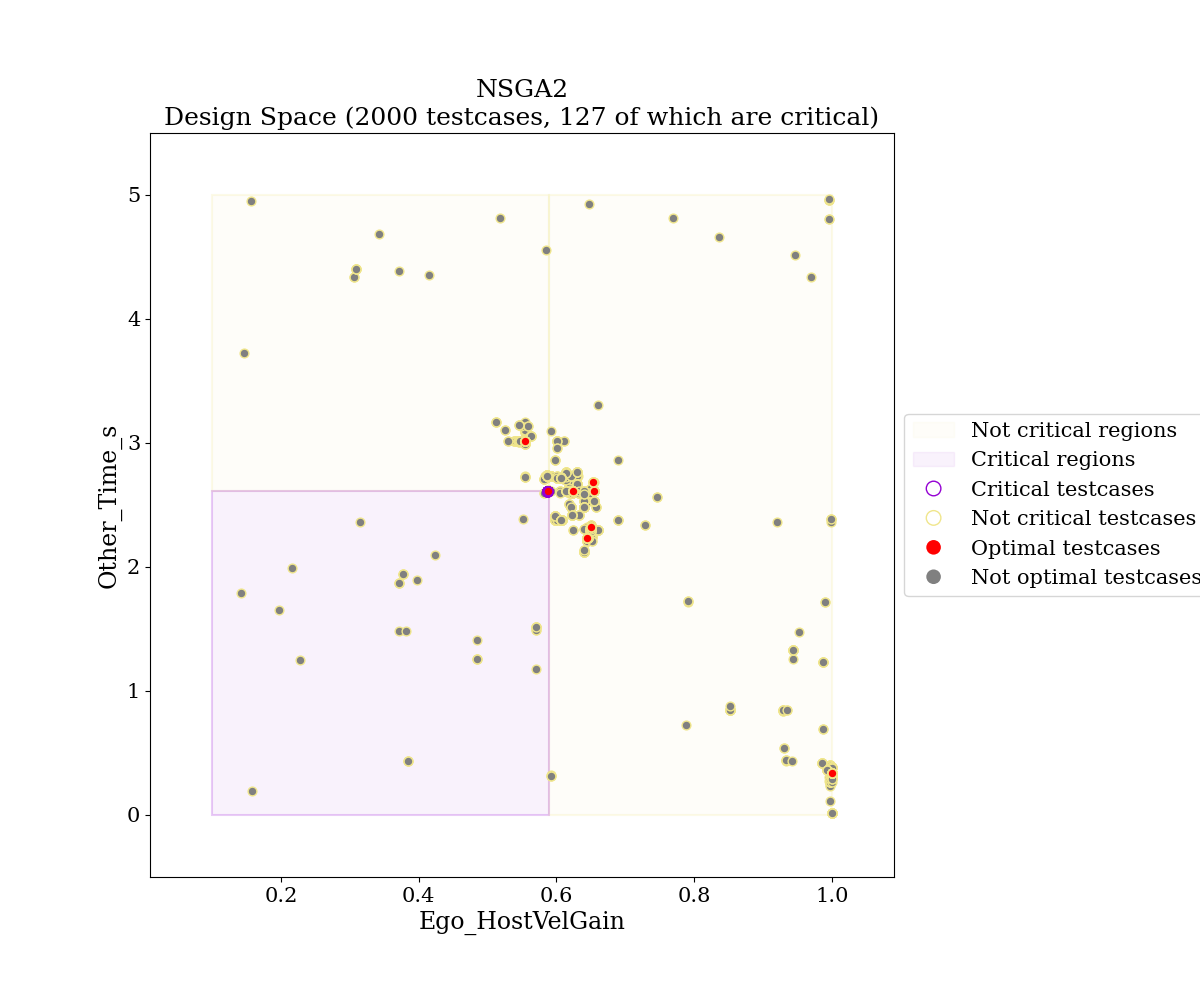 NSGA2
Design Space (2000 testcases, 127 of which are critical)
5
4
3
2
1
0
Other_Time_s
0.2
0.4
0.6
0.8
1.0
Ego_HostVelGain
Not critical regions
Critical regions
Critical testcases
Not critical testcases
Optimal testcases
Not optimal testcases